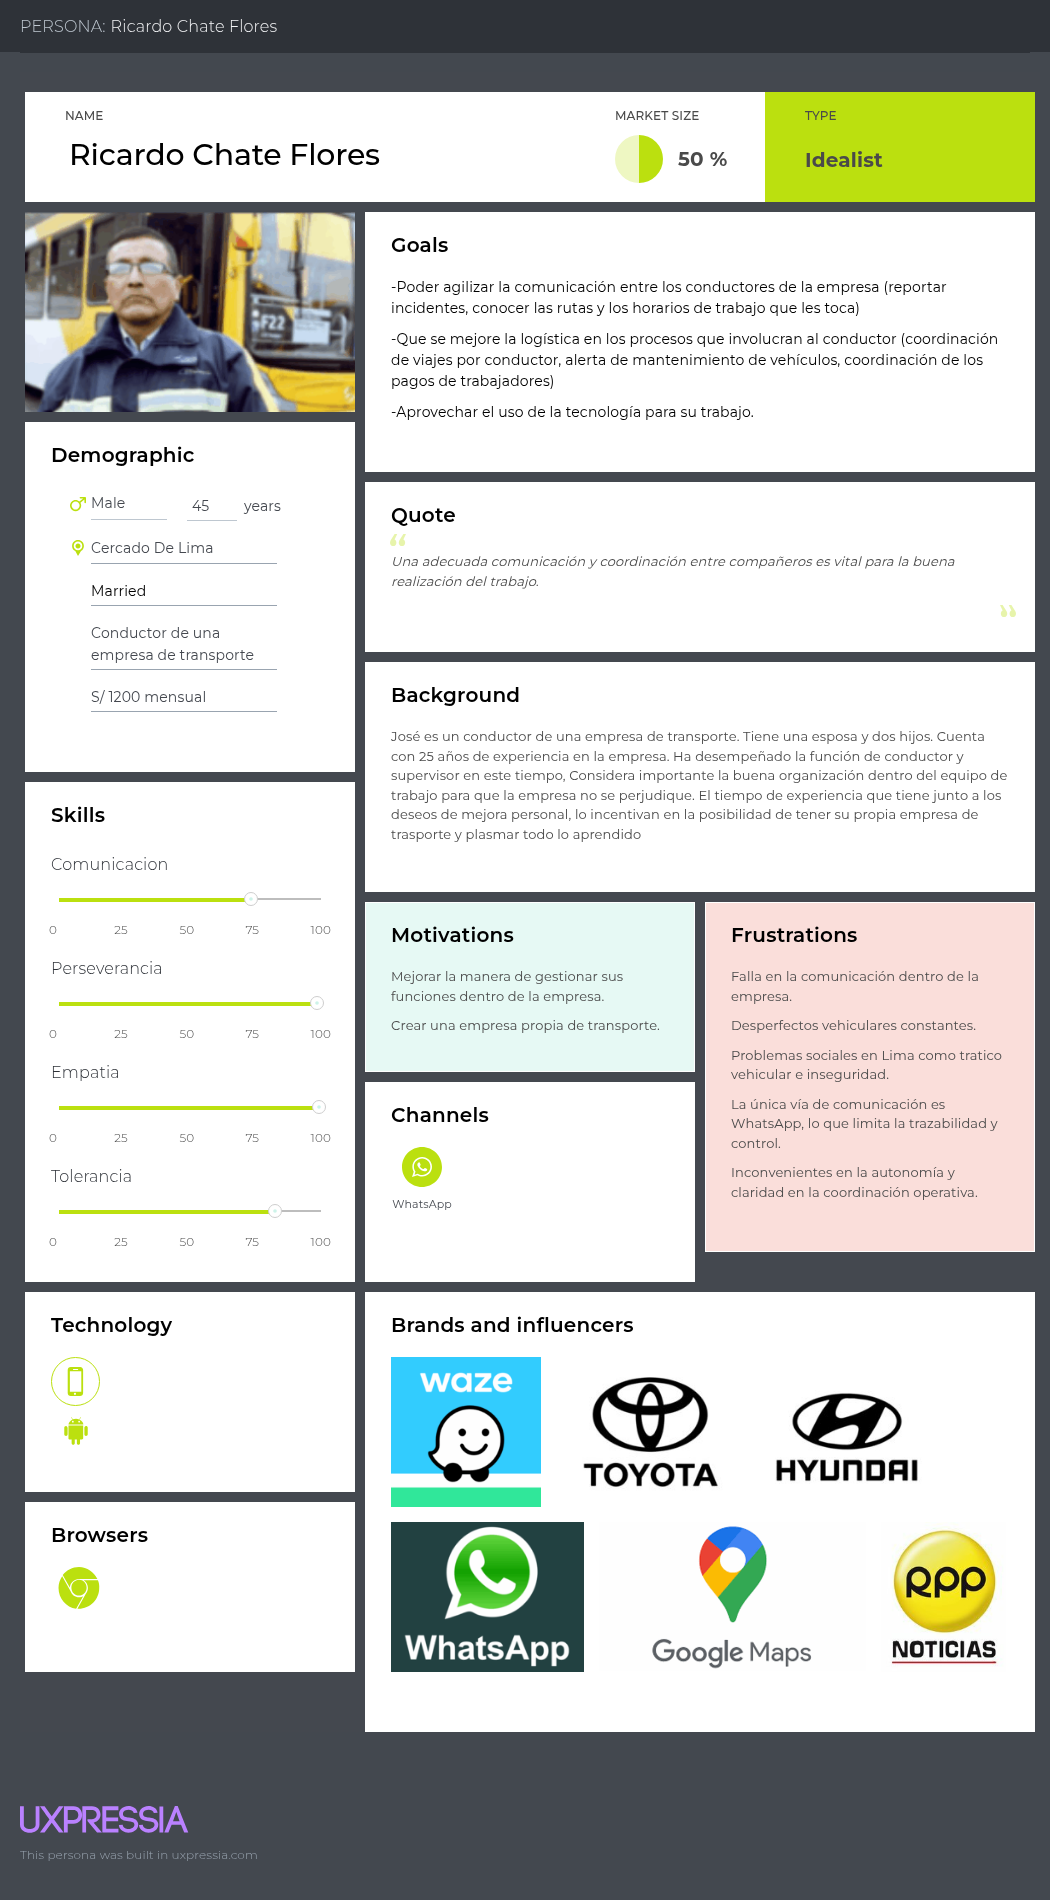 PERSONA: Ricardo Chate Flores
NAME
Ricardo Chate Flores
MARKET SIZE
50 %
TYPE
Idealist
F22
Demographic
Male
45 years
Cercado De Lima
Married
Conductor de una
empresa de transporte
S/ 1200 mensual
Skills
Comunicacion
0 25 50 75 100
Perseverancia
0 25 50 75 100
Empatia
0 25 50 75 100
Tolerancia
0 25 50 75 100
Technology
Browsers
Goals
-Poder agilizar la comunicación entre los conductores de la empresa (reportar
incidentes, conocer las rutas y los horarios de trabajo que les toca)
-Que se mejore la logística en los procesos que involucran al conductor (coordinación
de viajes por conductor, alerta de mantenimiento de vehículos, coordinación de los
pagos de trabajadores)
-Aprovechar el uso de la tecnología para su trabajo.
Quote
“
Una adecuada comunicación y coordinación entre compañeros es vital para la buena
realización del trabajo.
”
Background
José es un conductor de una empresa de transporte. Tiene una esposa y dos hijos. Cuenta
con 25 años de experiencia en la empresa. Ha desempeñado la función de conductor y
supervisor en este tiempo, Considera importante la buena organización dentro del equipo de
trabajo para que la empresa no se perjudique. El tiempo de experiencia que tiene junto a los
deseos de mejora personal, lo incentivan en la posibilidad de tener su propia empresa de
trasporte y plasmar todo lo aprendido
Motivations
Mejorar la manera de gestionar sus
funciones dentro de la empresa.
Crear una empresa propia de transporte.
Frustrations
Falla en la comunicación dentro de la
empresa.
Desperfectos vehiculares constantes.
Problemas sociales en Lima como tratico
vehicular e inseguridad.
La única vía de comunicación es
WhatsApp, lo que limita la trazabilidad y
control.
Inconvenientes en la autonomía y
claridad en la coordinación operativa.
Channels
WhatsApp
Brands and influencers
waze
TOYOTA
HYUNDAI
WhatsApp
Google Maps
RPP
NOTICIAS
UXPRESSIA
This persona was built in uxpressia.com